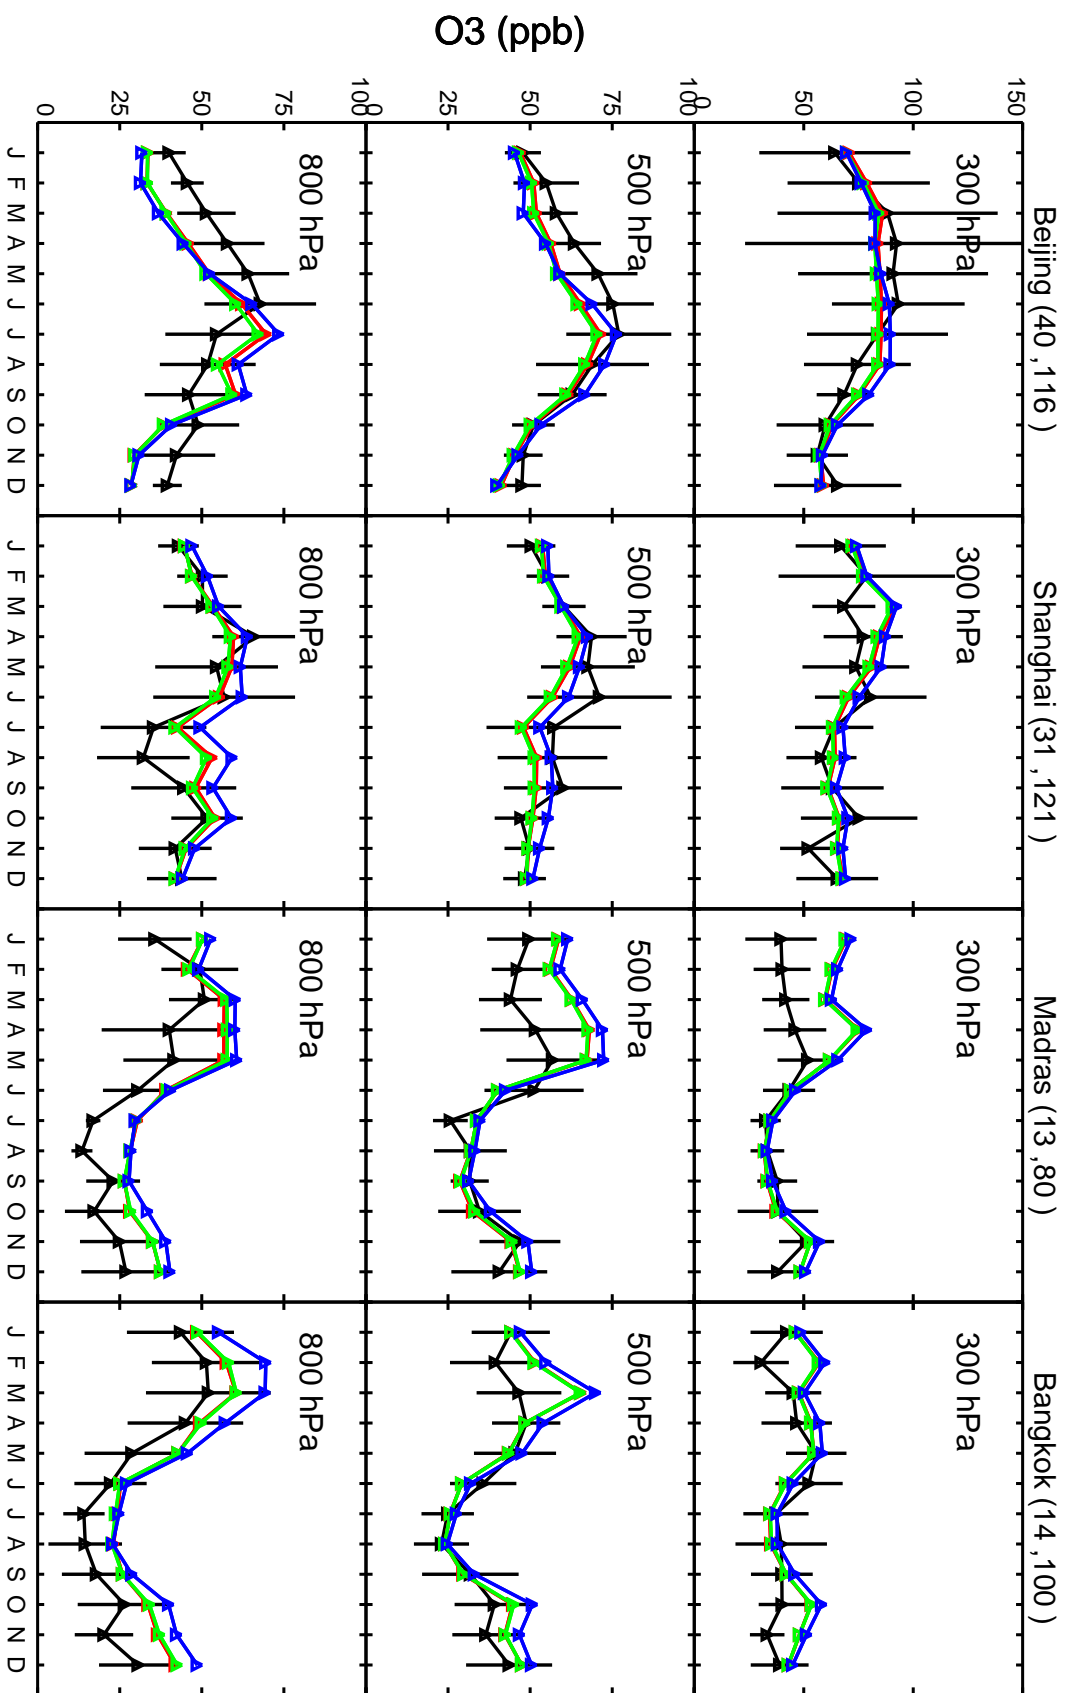 Beijing (40 ,116 )
Shanghai (31 ,121 )
Madras (13 ,80 )
Bangkok (14 ,100 )
O3 (ppb)
150
100
50
0
300 hPa
300 hPa
300 hPa
300 hPa
100
75
50
25
0
500 hPa
500 hPa
500 hPa
500 hPa
100
75
50
25
0
800 hPa
800 hPa
800 hPa
800 hPa
J F M A M J J A S O N D
J F M A M J J A S O N D
J F M A M J J A S O N D
J F M A M J J A S O N D